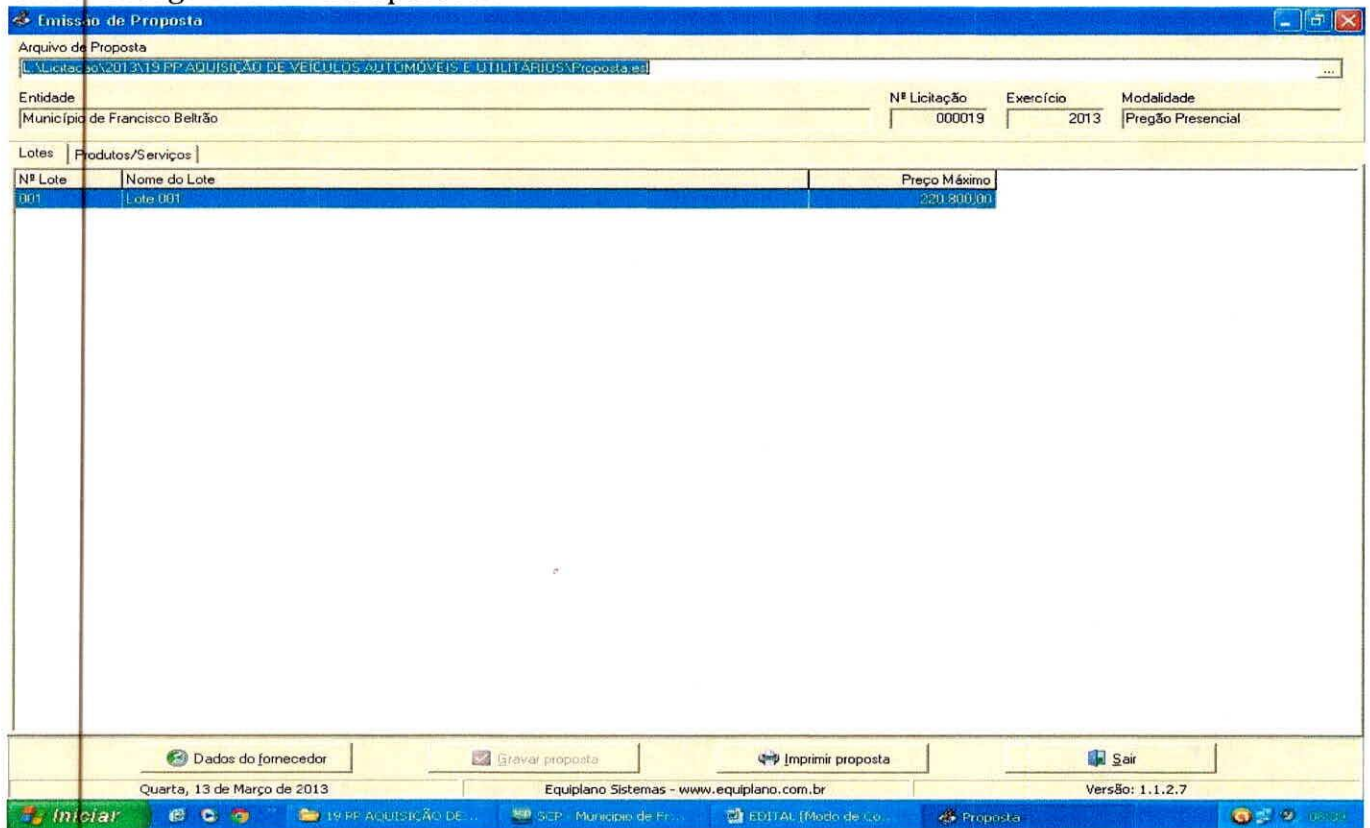 Emissão de Proposta
Arquivo de Proposta
L:\Licitacao\2013\19 PP AQUISIÇÃO DE VEÍCULOS AUTOMÓVEIS E UTILITÁRIOS\Proposta.esl
...
Entidade Nº Licitação Exercício Modalidade
Município de Francisco Beltrão 000019 2013 Pregão Presencial
Lotes Produtos/Serviços
Nº Lote Nome do Lote Preço Máximo
001 Lote 001 220.800,00
Dados do fornecedor Gravar proposta Imprimir proposta Sair
Quarta, 13 de Março de 2013 Equiplano Sistemas - www.equiplano.com.br Versão: 1.1.2.7
Iniciar 19 PP AQUISIÇÃO DE... SCP - Município de Fr... EDITAL [Modo de Co... Proposta